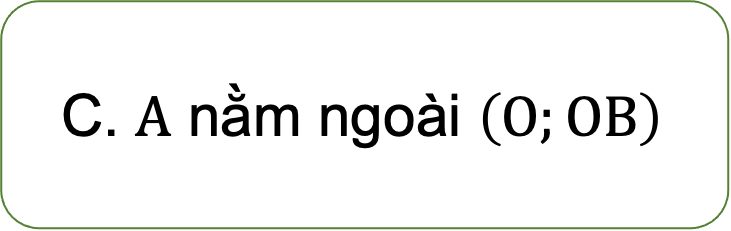 C. A nằm ngoài (O; OB)